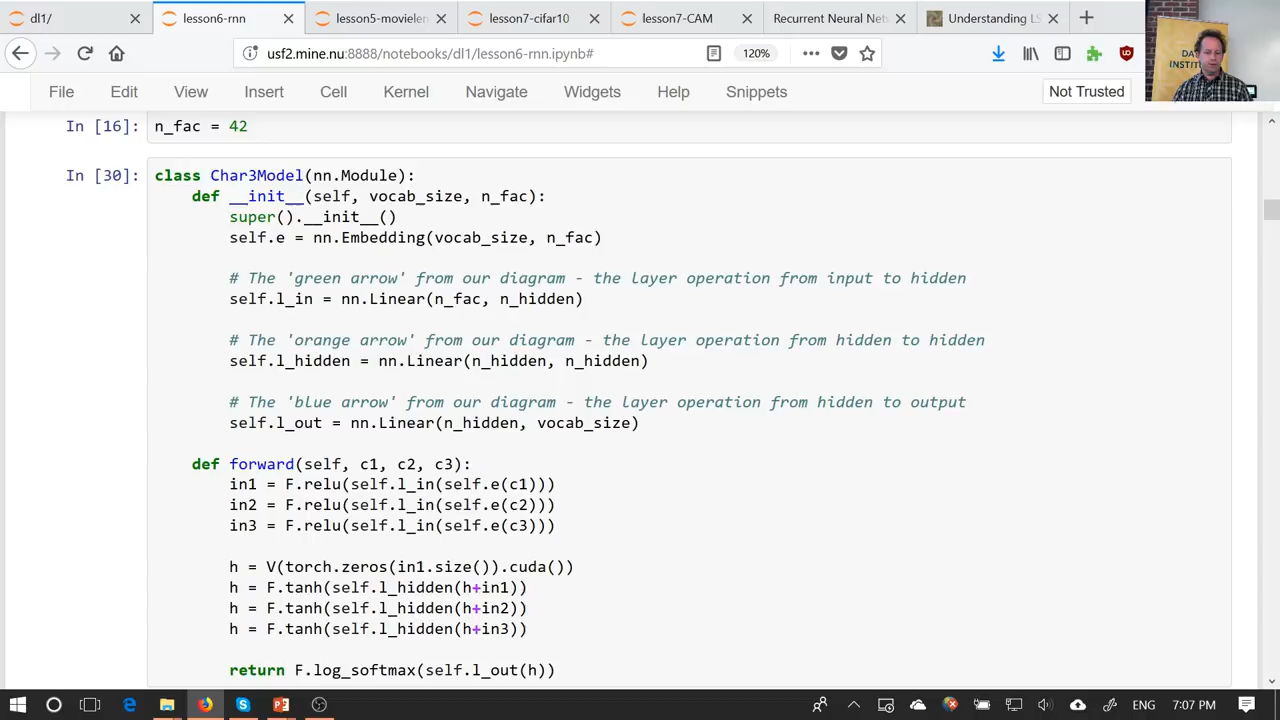 dl1/
lesson6-rnn
lesson5-movielen
lesson7-cifar10
lesson7-CAM
Recurrent Neural Ne
Understanding LS
usf2.mine.nu:8888/notebooks/dl1/lesson6-rnn.ipynb#
120%
File Edit View Insert Cell Kernel Navigate Widgets Help Snippets
Not Trusted
In [16]: n_fac = 42
In [30]: class Char3Model(nn.Module):
def __init__(self, vocab_size, n_fac):
super().__init__()
self.e = nn.Embedding(vocab_size, n_fac)
# The 'green arrow' from our diagram - the layer operation from input to hidden
self.l_in = nn.Linear(n_fac, n_hidden)
# The 'orange arrow' from our diagram - the layer operation from hidden to hidden
self.l_hidden = nn.Linear(n_hidden, n_hidden)
# The 'blue arrow' from our diagram - the layer operation from hidden to output
self.l_out = nn.Linear(n_hidden, vocab_size)
def forward(self, c1, c2, c3):
in1 = F.relu(self.l_in(self.e(c1)))
in2 = F.relu(self.l_in(self.e(c2)))
in3 = F.relu(self.l_in(self.e(c3)))
h = V(torch.zeros(in1.size()).cuda())
h = F.tanh(self.l_hidden(h+in1))
h = F.tanh(self.l_hidden(h+in2))
h = F.tanh(self.l_hidden(h+in3))
return F.log_softmax(self.l_out(h))
ENG
7:07 PM